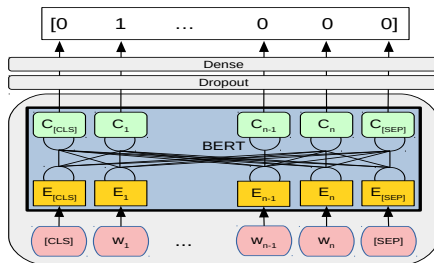 [0 1 ... 0 0 0]
Dense
Dropout
C[CLS] C1 Cn-1 Cn C[SEP]
BERT
E[CLS] E1 En-1 En E[SEP]
[CLS] w1 ... wn-1 wn [SEP]